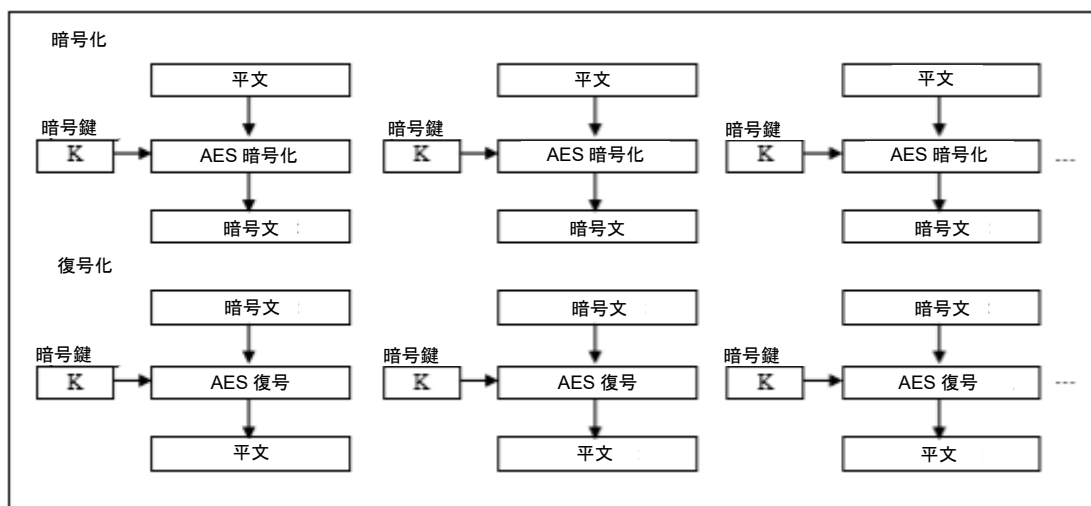 暗号化
平文 平文 平文
暗号鍵 暗号鍵 暗号鍵
K AES 暗号化 K AES 暗号化 K AES 暗号化 ---
暗号文 暗号文 暗号文
復号化
暗号文 暗号文 暗号文
暗号鍵 暗号鍵 暗号鍵
K AES 復号 K AES 復号 K AES 復号 ---
平文 平文 平文